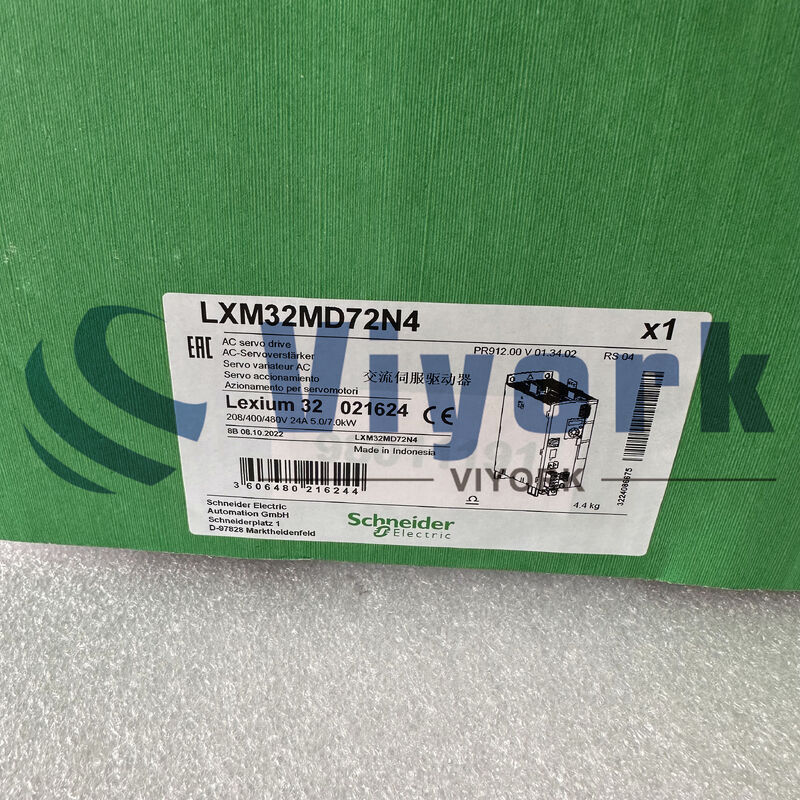 LXM32MD72N4
x1
EAC
AC servo drive
AC-Servoverstärker
Servo variateur AC
Servo accionamiento
Azionamento per servomotori
PR912.00 V 01.34.02
RS 04
交流伺服驱动器
Lexium 32 021624 CE
208/400/480V 24A 5.0/7.0kW
8B 08.10.2022
LXM32MD72N4
Made in Indonesia
3 606480 216244
Viyork
VIYORK
Ω
4.4 kg
3224086875
Schneider Electric
Automation GmbH
Schneiderplatz 1
D-97828 Marktheidenfeld
Schneider
Electric